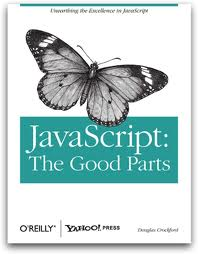 Unearthing the Excellence in JavaScript
JavaScript:
The Good Parts
O'REILLY® YAHOO! PRESS
Douglas Crockford